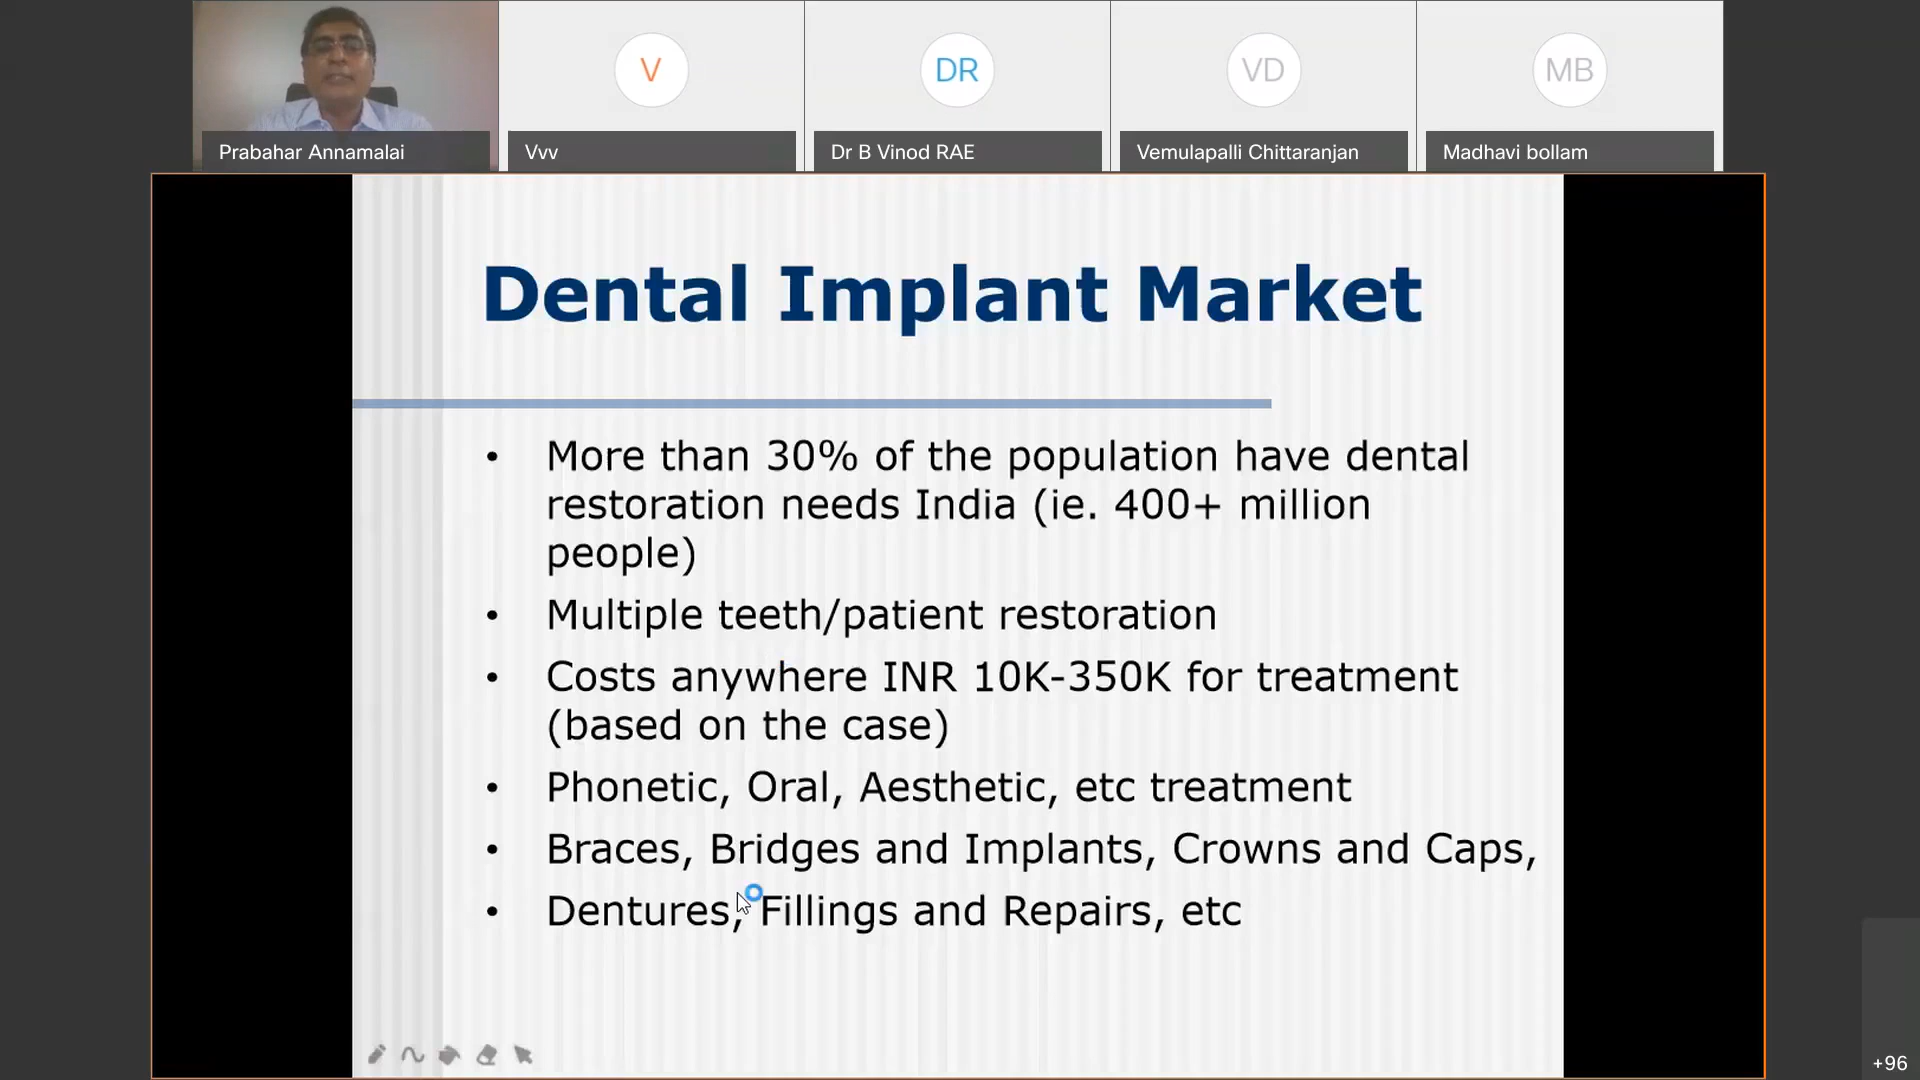 V
DR
VD
MB
Prabahar Annamalai
Vvv
Dr B Vinod RAE
Vemulapalli Chittaranjan
Madhavi bollam
Dental Implant Market
• More than 30% of the population have dental
restoration needs India (ie. 400+ million
people)
• Multiple teeth/patient restoration
• Costs anywhere INR 10K-350K for treatment
(based on the case)
• Phonetic, Oral, Aesthetic, etc treatment
• Braces, Bridges and Implants, Crowns and Caps,
• Dentures, Fillings and Repairs, etc
+96